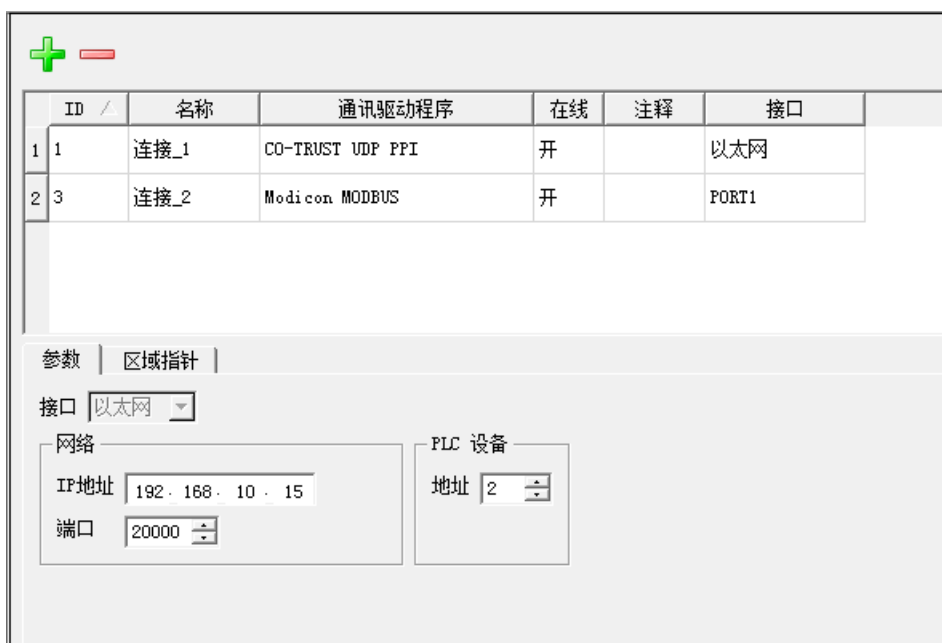 ID 名称 通讯驱动程序 在线 注释 接口
1 1 连接_1 CO-TRUST UDP PPI 开 以太网
2 3 连接_2 Modicon MODBUS 开 PORT1
参数 区域指针
接口 以太网
网络 PLC 设备
IP地址 192. 168. 10 . 15 地址 2
端口 20000